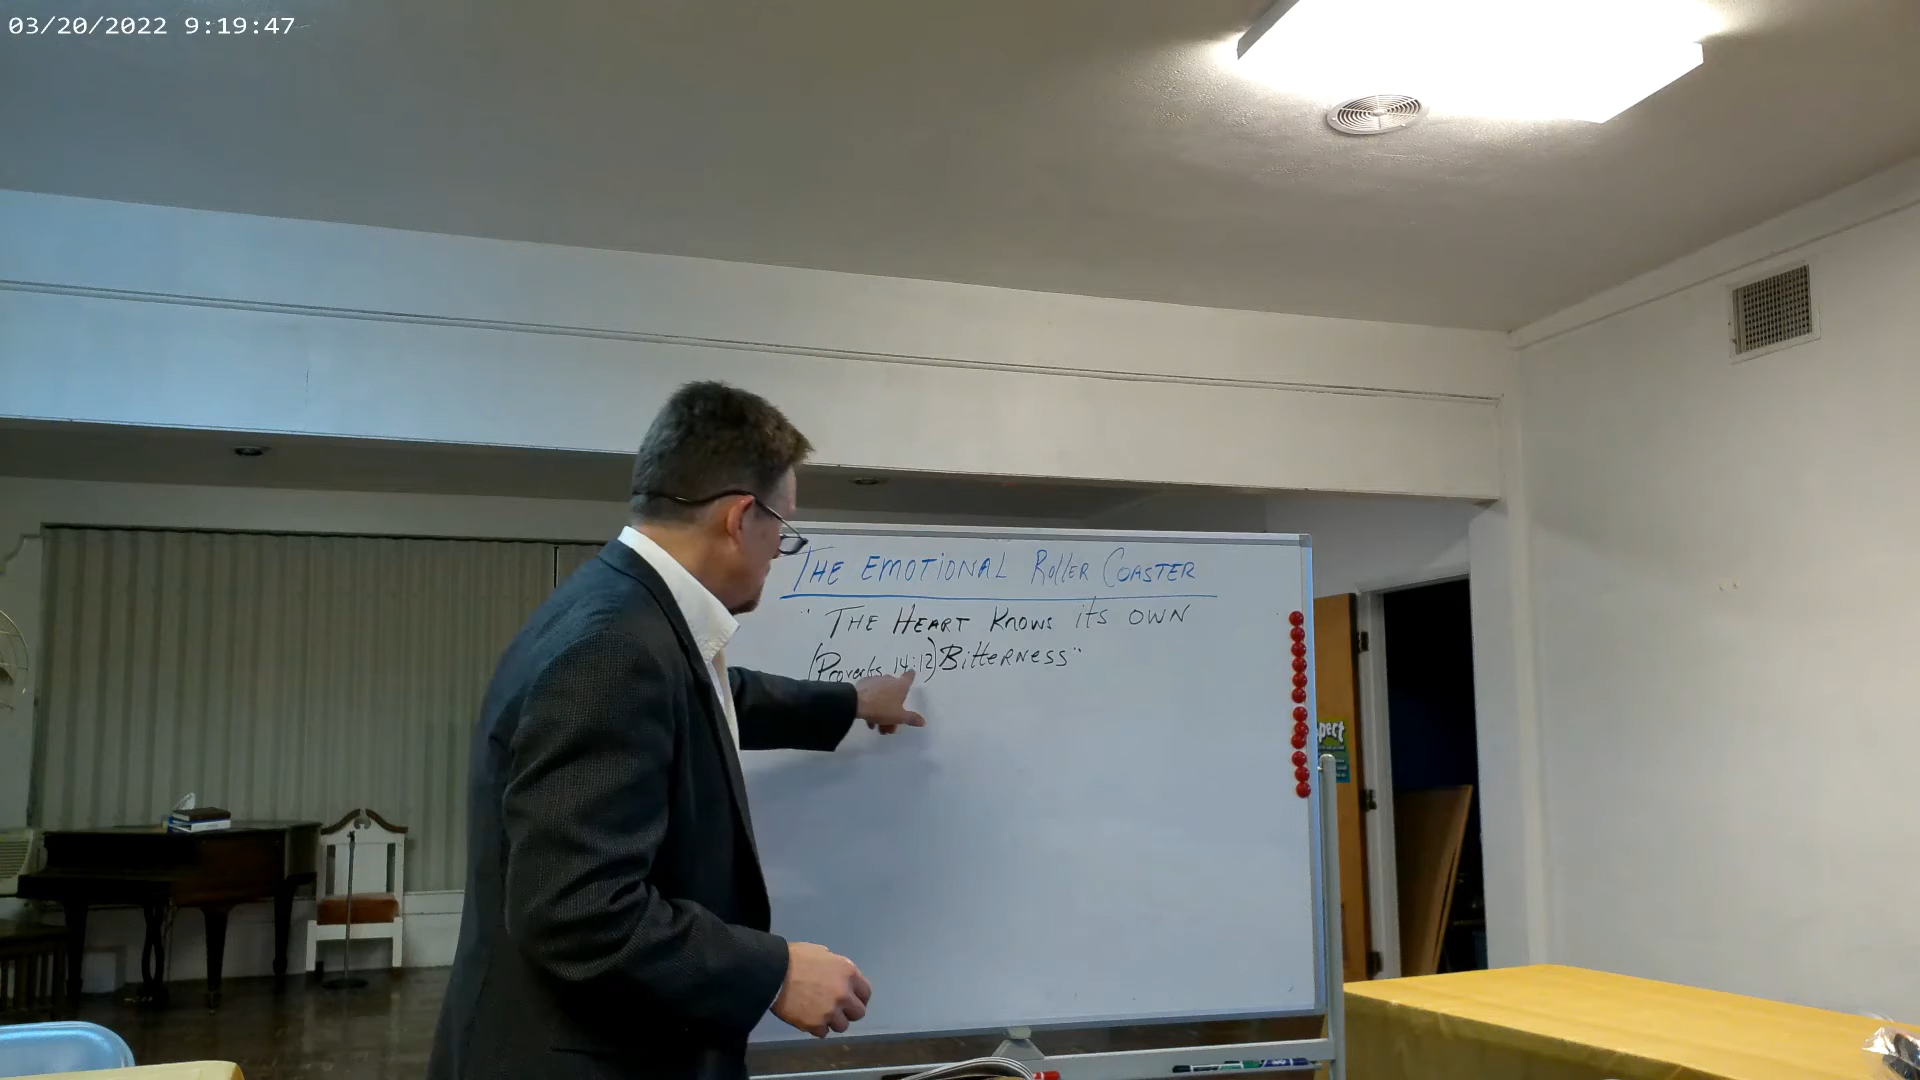 03/20/2022 9:19:47
THE EMOTIONAL ROLLER COASTER
"THE HEART KNOWS its OWN
(Proverbs 14:12) BitteRNess"
pect